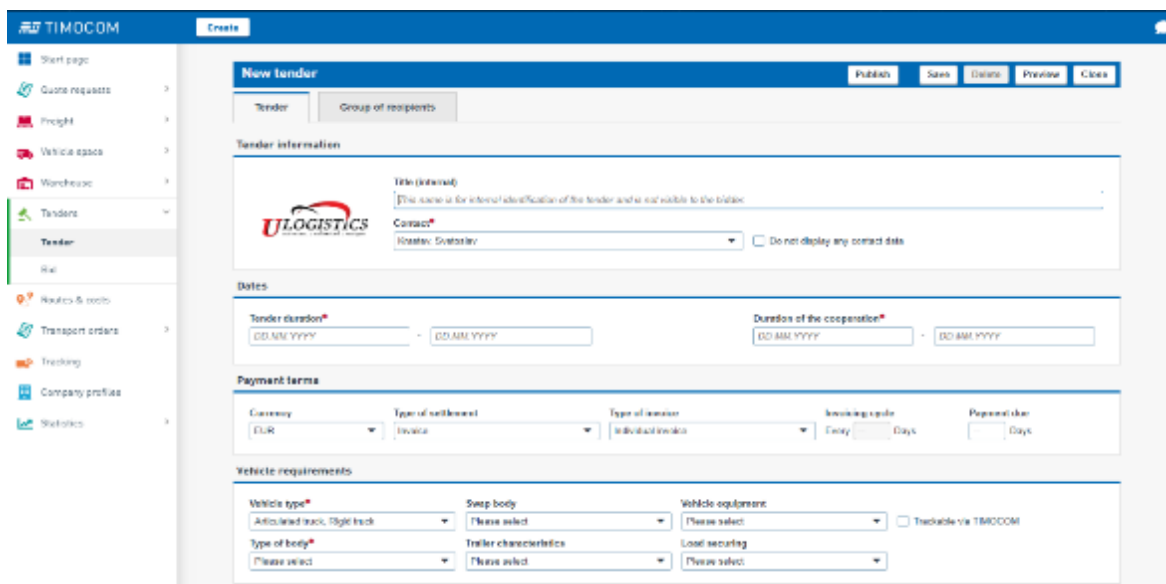 TIMOCOM
Create
Start page
Quote requests
Freight
Vehicle space
Warehouse
Tenders
Tender
Bid
Routes & costs
Transport orders
Tracking
Company profiles
Statistics
New tender
Publish Save Delete Preview Close
Tender Group of recipients
Tender information
ULOGISTICS
Title (internal)
This name is for internal identification of the tender and is not visible to the bidder.
Contact*
Krastev, Svetoslav
Do not display any contact data
Dates
Tender duration* Duration of the cooperation*
DD.MM.YYYY - DD.MM.YYYY DD.MM.YYYY - DD.MM.YYYY
Payment terms
Currency Type of settlement Type of invoice Invoicing cycle Payment due
EUR Invoice Individual invoice Every Days Days
Vehicle requirements
Vehicle type* Swap body Vehicle equipment
Articulated truck, Rigid truck Please select Please select Trackable via TIMOCOM
Type of body* Trailer characteristics Load securing
Please select Please select Please select